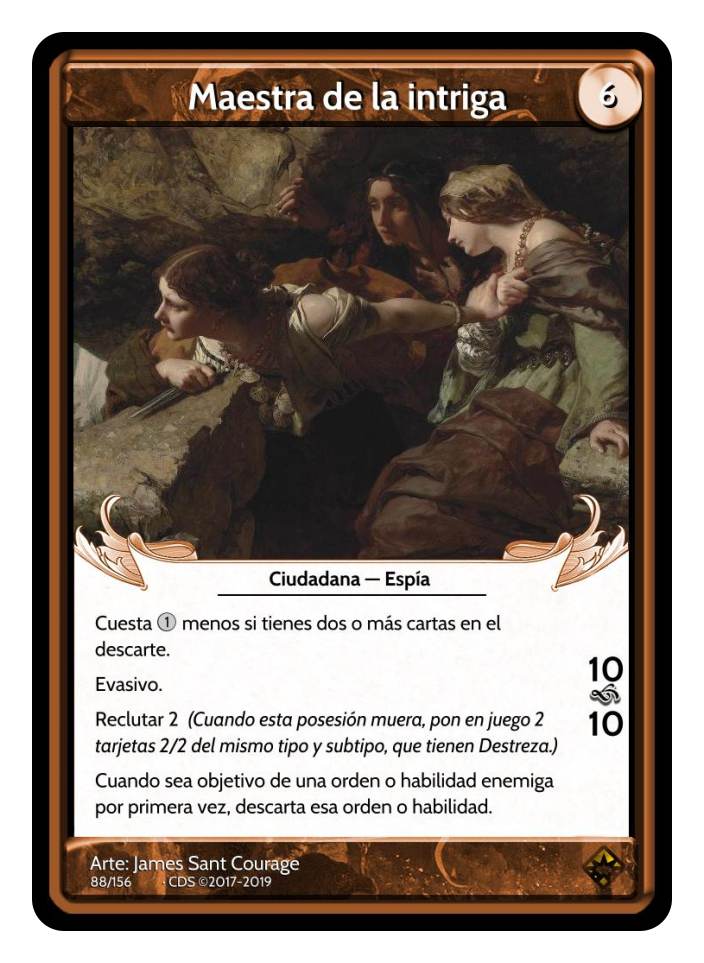 Maestra de la intriga
6
Ciudadana — Espía
Cuesta 1 menos si tienes dos o más cartas en el
descarte.
Evasivo.
Reclutar 2 (Cuando esta posesión muera, pon en juego 2
tarjetas 2/2 del mismo tipo y subtipo, que tienen Destreza.)
Cuando sea objetivo de una orden o habilidad enemiga
por primera vez, descarta esa orden o habilidad.
10
10
Arte: James Sant Courage
88/156 · CDS ©2017-2019